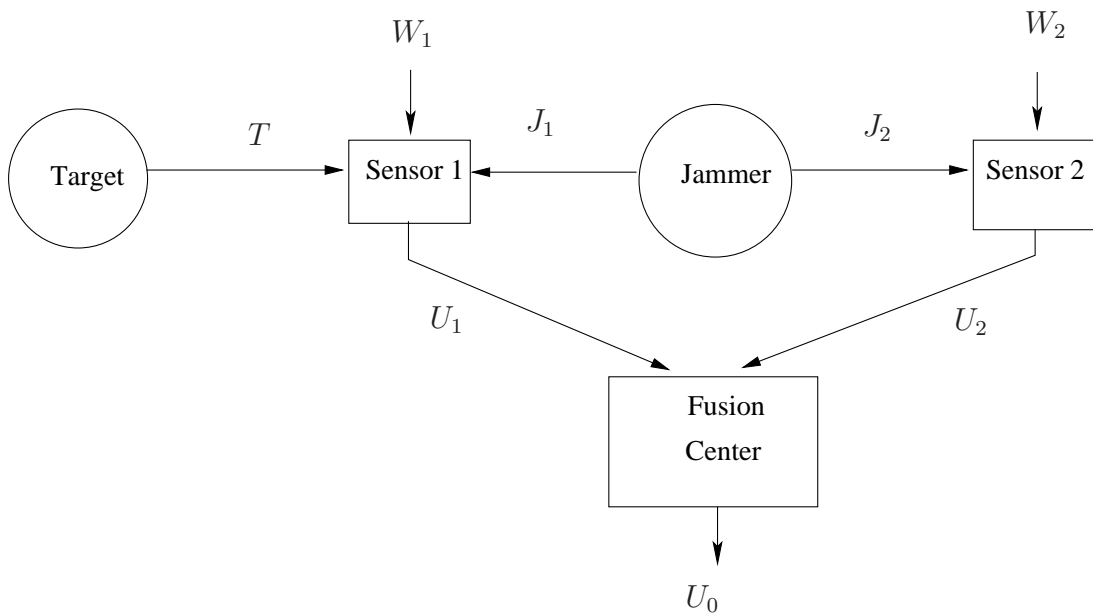 W₁
W₂
T
J₁
J₂
Target
Sensor 1
Jammer
Sensor 2
U₁
U₂
Fusion
Center
U₀